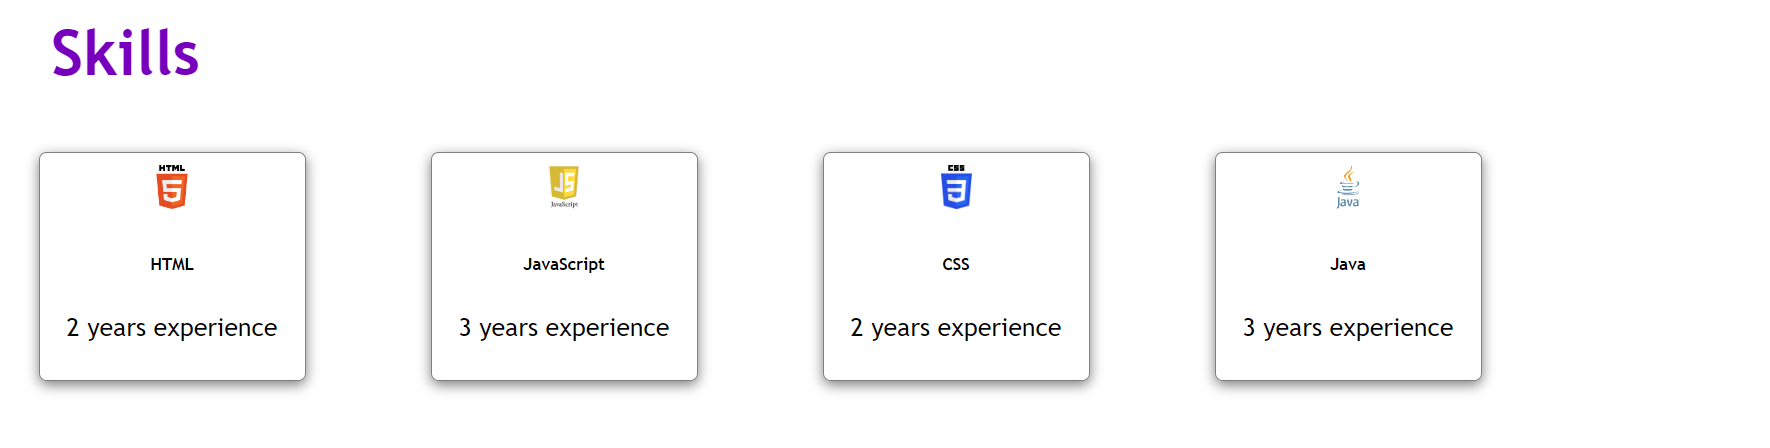 Skills
HTML
5
HTML
2 years experience
JS
JavaScript
JavaScript
3 years experience
CSS
3
CSS
2 years experience
Java
Java
3 years experience